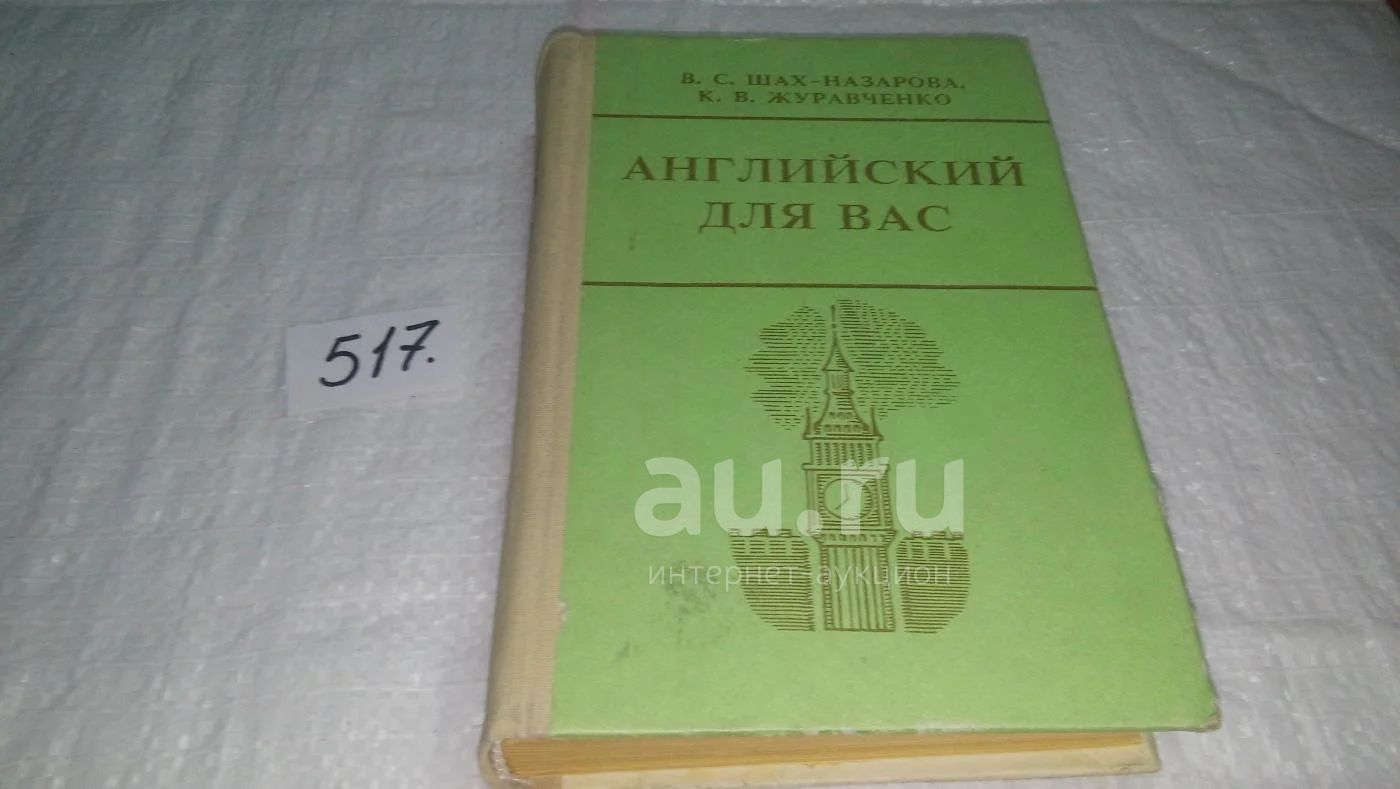 В. С. ШАХ-НАЗАРОВА,
К. В. ЖУРАВЧЕНКО
АНГЛИЙСКИЙ
ДЛЯ ВАС
517.
au.ru
интернет-аукцион